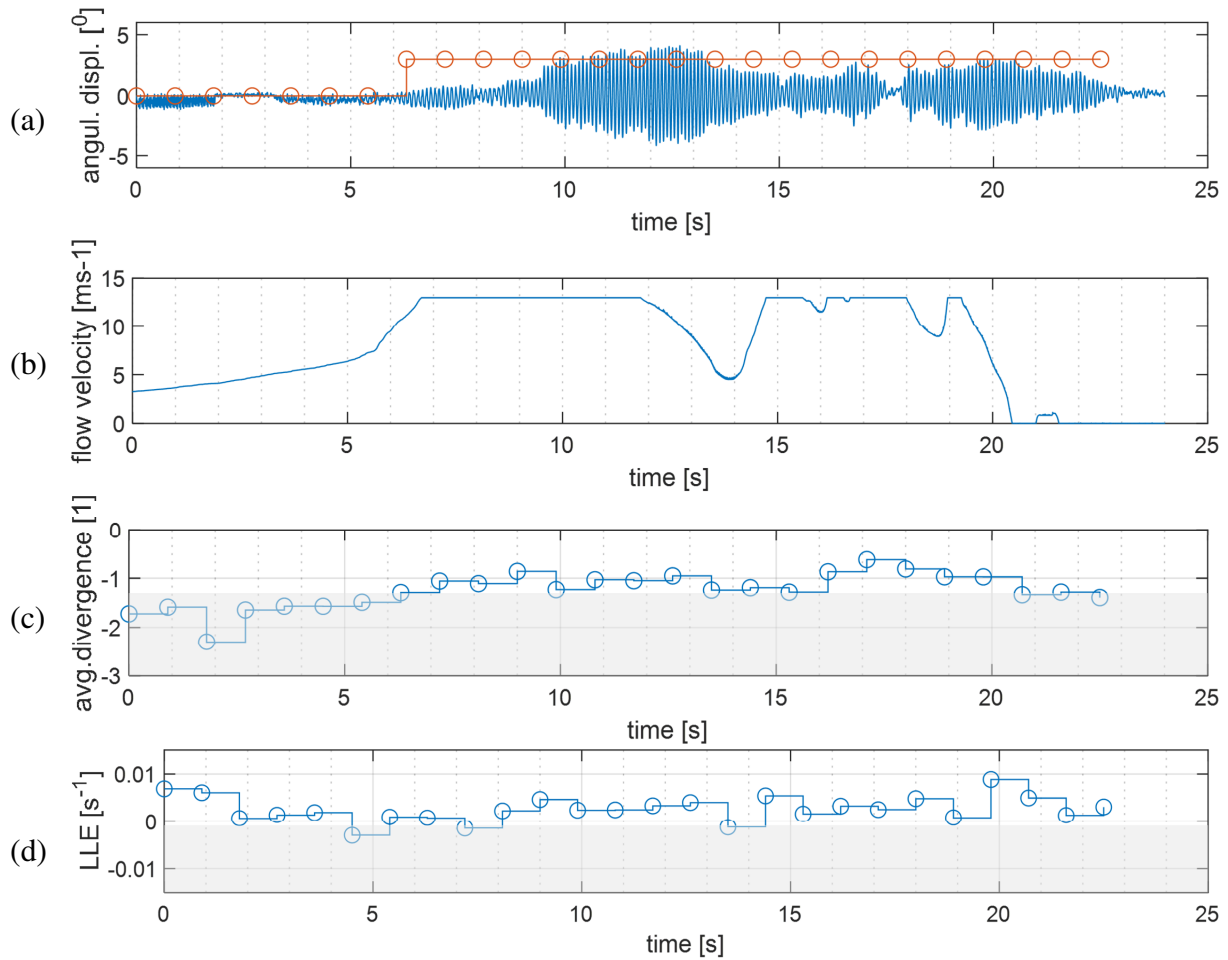 (a)
angul. displ. [⁰]
5
0
-5
0 5 10 15 20 25
time [s]
(b)
flow velocity [ms-1]
15
10
5
0
0 5 10 15 20 25
time [s]
(c)
avg.divergence [1]
0
-1
-2
-3
0 5 10 15 20 25
time [s]
(d)
LLE [s⁻¹]
0.01
0
-0.01
0 5 10 15 20 25
time [s]